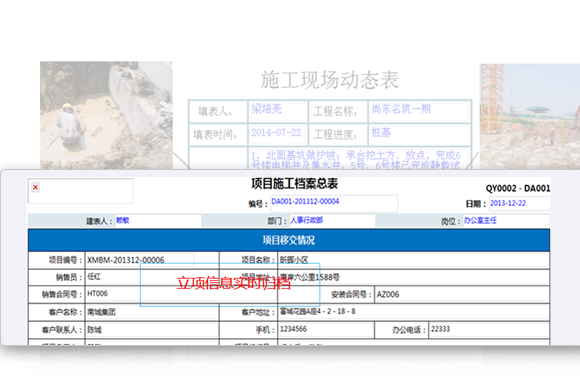 施工现场动态表
填表人： 梁培亮 工程名称： 尚东名筑一期
填表时间： 2014-07-22 工程进度： 桩基
1、北面基坑做护坡；承台挖土方、放点，完成6
号楼电梯井及集水井。5号、6号楼已完成静载试
项目施工档案总表 QY0002 - DA001
编号： DA001-201312-00004 日期： 2013-12-22
建表人： 敏敏 部门： 人事行政部 岗位： 办公室主任
项目移交情况
项目编号： XMBM-201312-00006 项目名称： 昕晖小区
销售员： 任红 项目地址： 南岸六公里1588号
立项信息实时归档
销售合同号： HT006 安装合同号： AZ006
客户名称： 南城集团 客户地址： 富城花园A座4 - 2 - 18 - 8
客户联系人： 陈城 手机： 1234566 办公电话： 22333